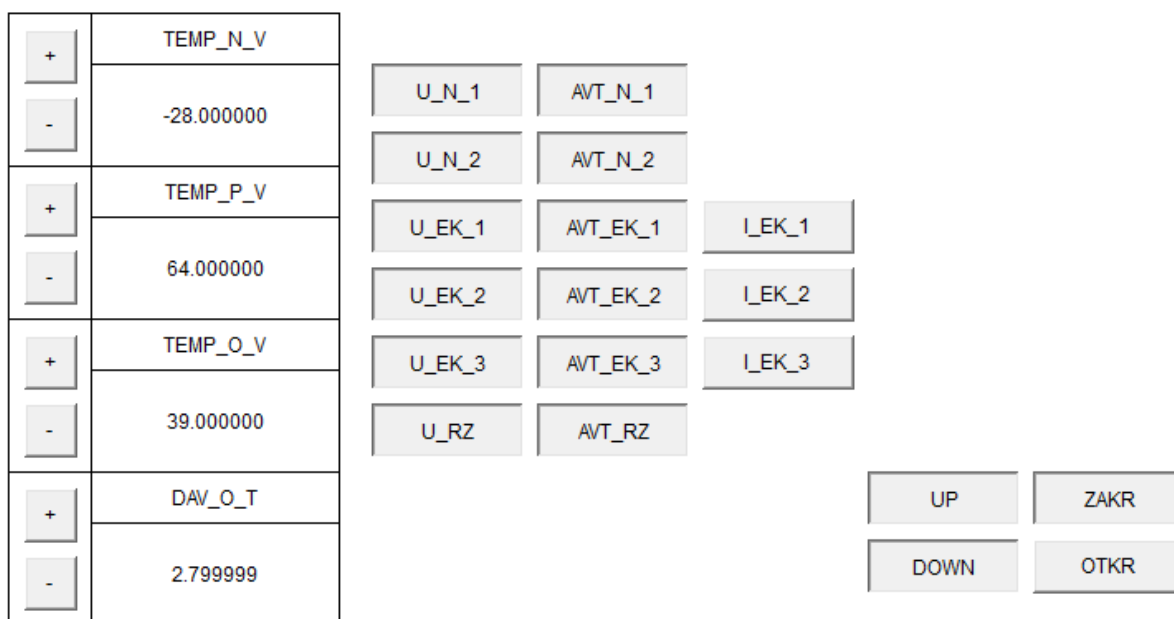 + TEMP_N_V
- -28.000000
U_N_1 AVT_N_1
U_N_2 AVT_N_2
+ TEMP_P_V
- 64.000000
U_EK_1 AVT_EK_1 I_EK_1
U_EK_2 AVT_EK_2 I_EK_2
+ TEMP_O_V
- 39.000000
U_EK_3 AVT_EK_3 I_EK_3
U_RZ AVT_RZ
+ DAV_O_T
- 2.799999
UP ZAKR
DOWN OTKR